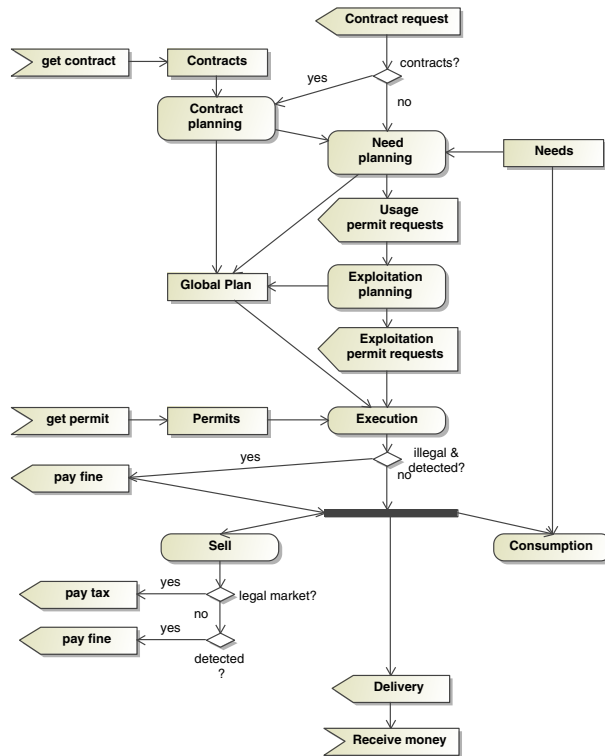 Contract request
get contract
Contracts
contracts?
yes
no
Contract
planning
Need
planning
Needs
Usage
permit requests
Global Plan
Exploitation
planning
Exploitation
permit requests
get permit
Permits
Execution
illegal &
detected?
yes
no
pay fine
Sell
Consumption
yes
pay tax
legal market?
no
yes
pay fine
detected
?
Delivery
Receive money